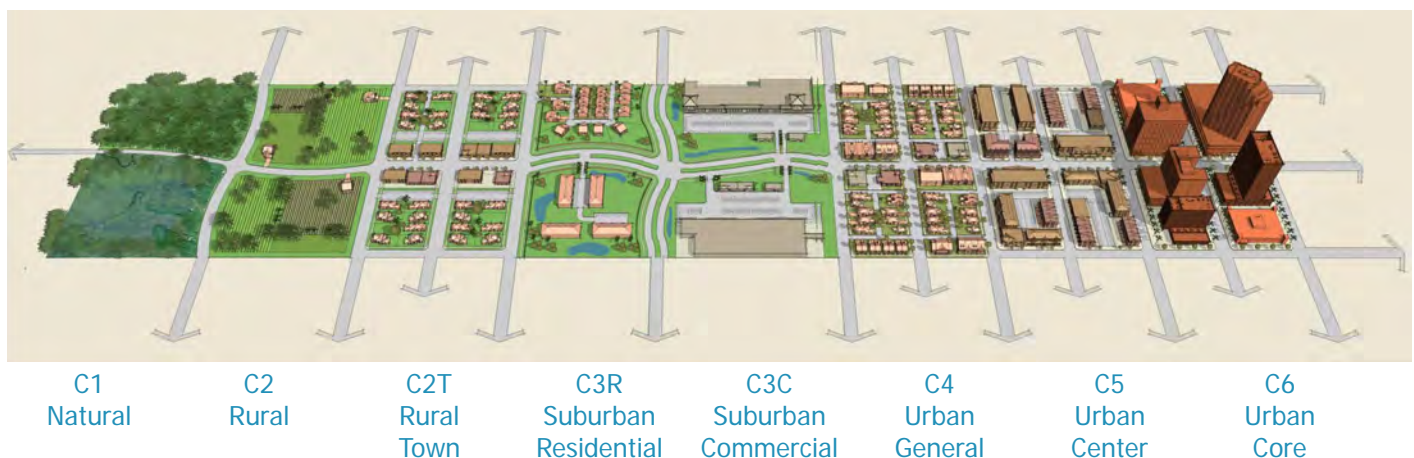 C1
Natural
C2
Rural
C2T
Rural
Town
C3R
Suburban
Residential
C3C
Suburban
Commercial
C4
Urban
General
C5
Urban
Center
C6
Urban
Core